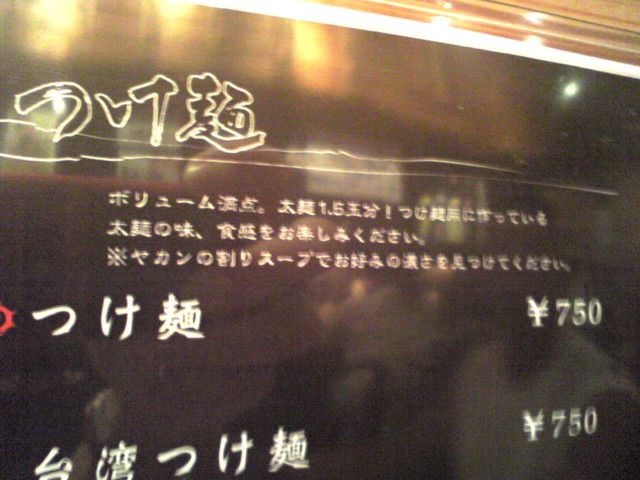 つけ麺
ボリューム満点。太麺1.5玉分!つけ麺用に作っている
太麺の味、食感をお楽しみください。
※ヤカンの割りスープでお好みの濃さを見つけてください。
つけ麺 ¥750
台湾つけ麺 ¥750